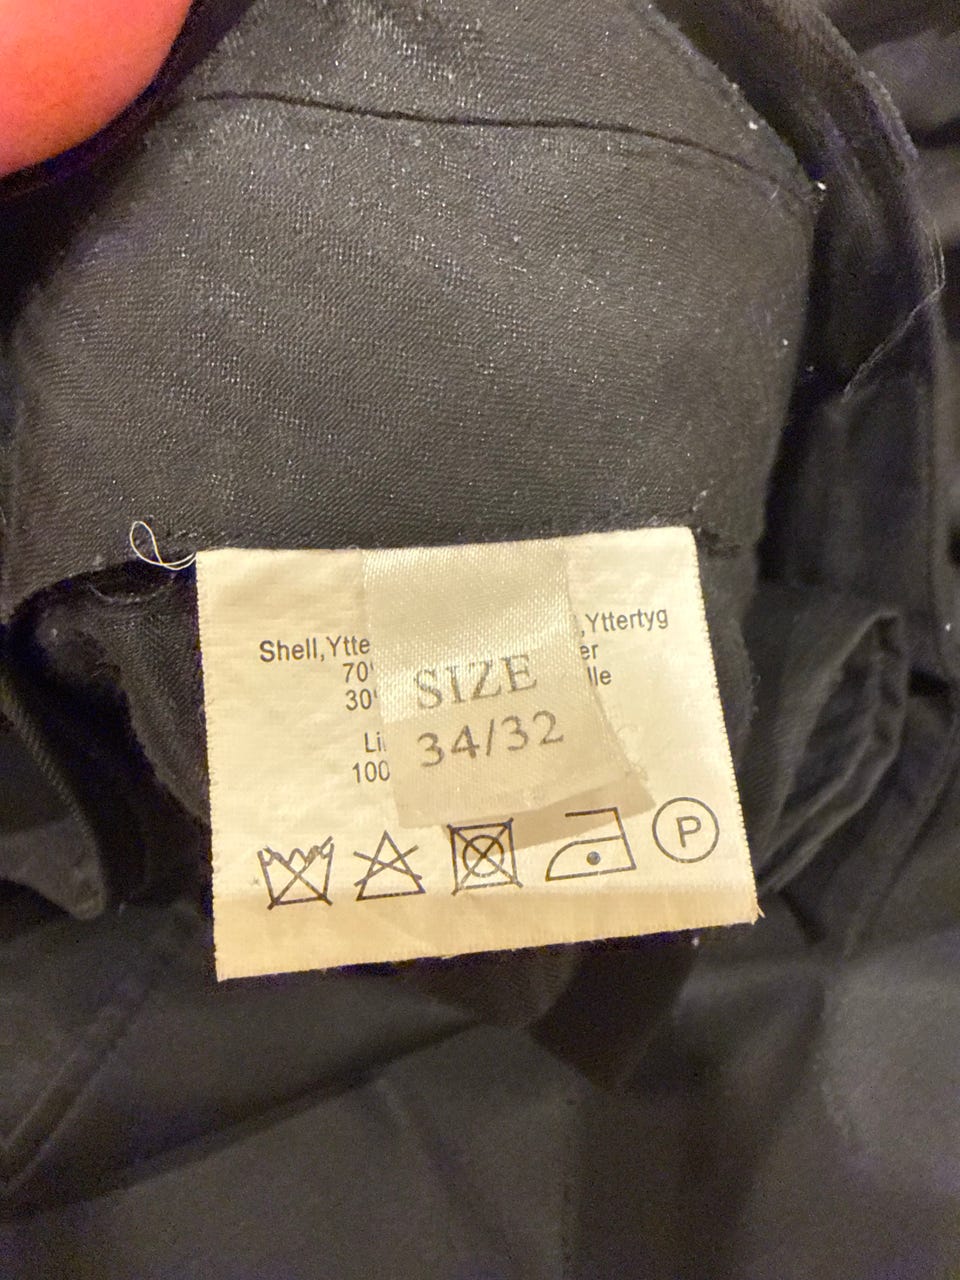 Shell,Ytte ,Yttertyg
70 er
30 lle
Li
100
SIZE
34/32
P